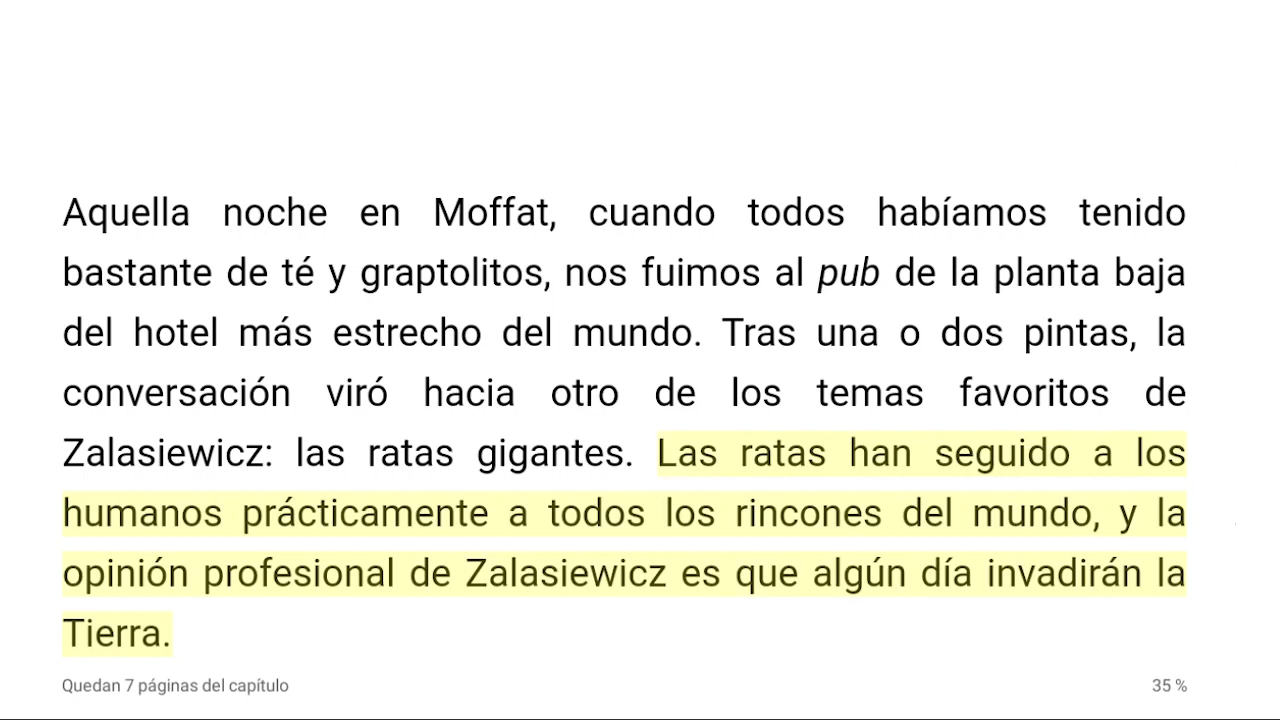 Aquella noche en Moffat, cuando todos habíamos tenido
bastante de té y graptolitos, nos fuimos al pub de la planta baja
del hotel más estrecho del mundo. Tras una o dos pintas, la
conversación viró hacia otro de los temas favoritos de
Zalasiewicz: las ratas gigantes. Las ratas han seguido a los
humanos prácticamente a todos los rincones del mundo, y la
opinión profesional de Zalasiewicz es que algún día invadirán la
Tierra.
Quedan 7 páginas del capítulo
35 %